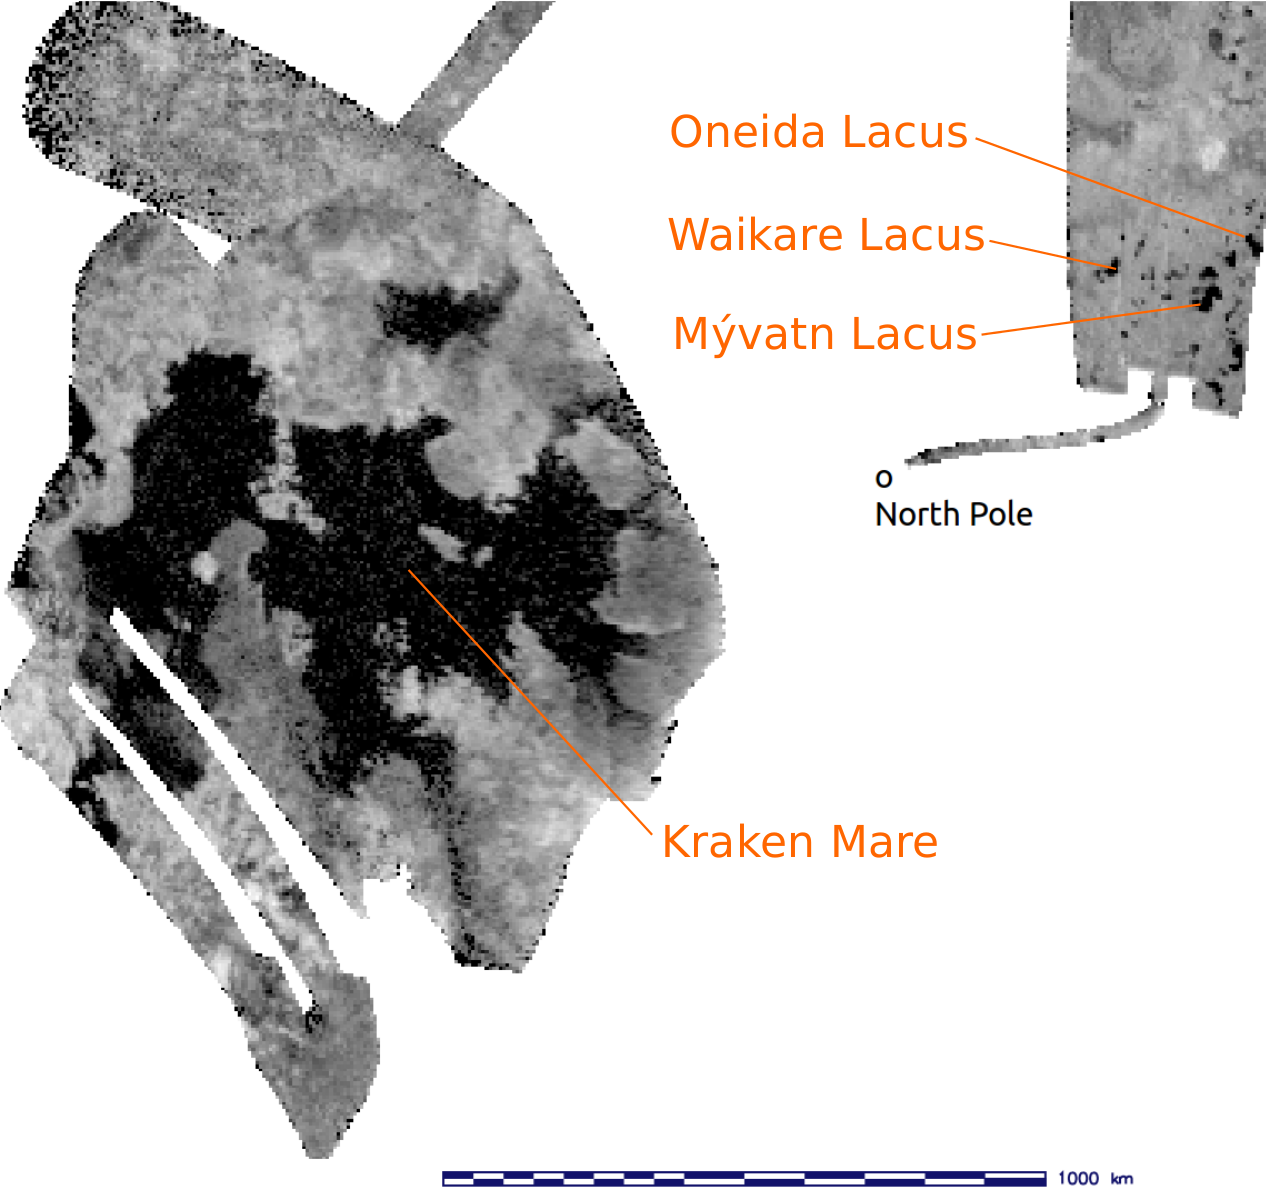 Oneida Lacus
Waikare Lacus
Mývatn Lacus
o
North Pole
Kraken Mare
1000 km